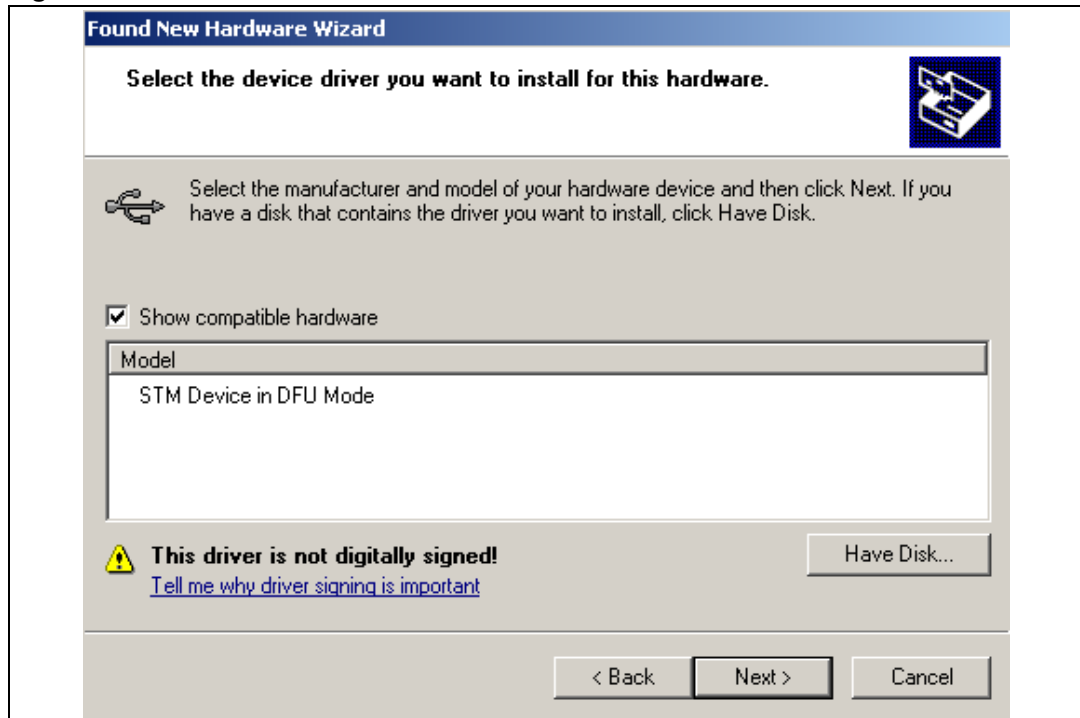 Found New Hardware Wizard
Select the device driver you want to install for this hardware.
Select the manufacturer and model of your hardware device and then click Next. If you
have a disk that contains the driver you want to install, click Have Disk.
Show compatible hardware
Model
STM Device in DFU Mode
This driver is not digitally signed!
Have Disk...
Tell me why driver signing is important
< Back
Next >
Cancel